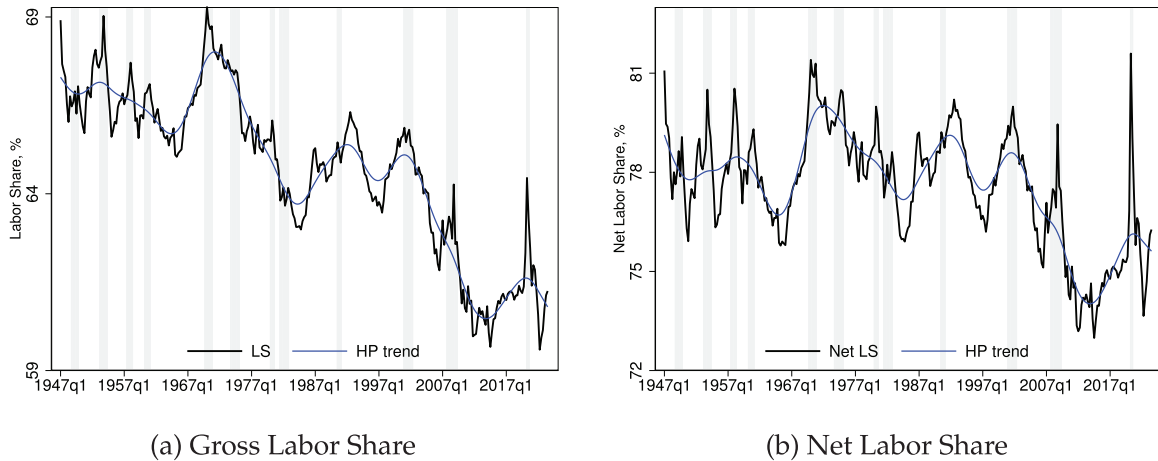 69
64
59
Labor Share, %
LS
HP trend
1947q1 1957q1 1967q1 1977q1 1987q1 1997q1 2007q1 2017q1
(a) Gross Labor Share
81
78
75
72
Net Labor Share, %
Net LS
HP trend
1947q1 1957q1 1967q1 1977q1 1987q1 1997q1 2007q1 2017q1
(b) Net Labor Share